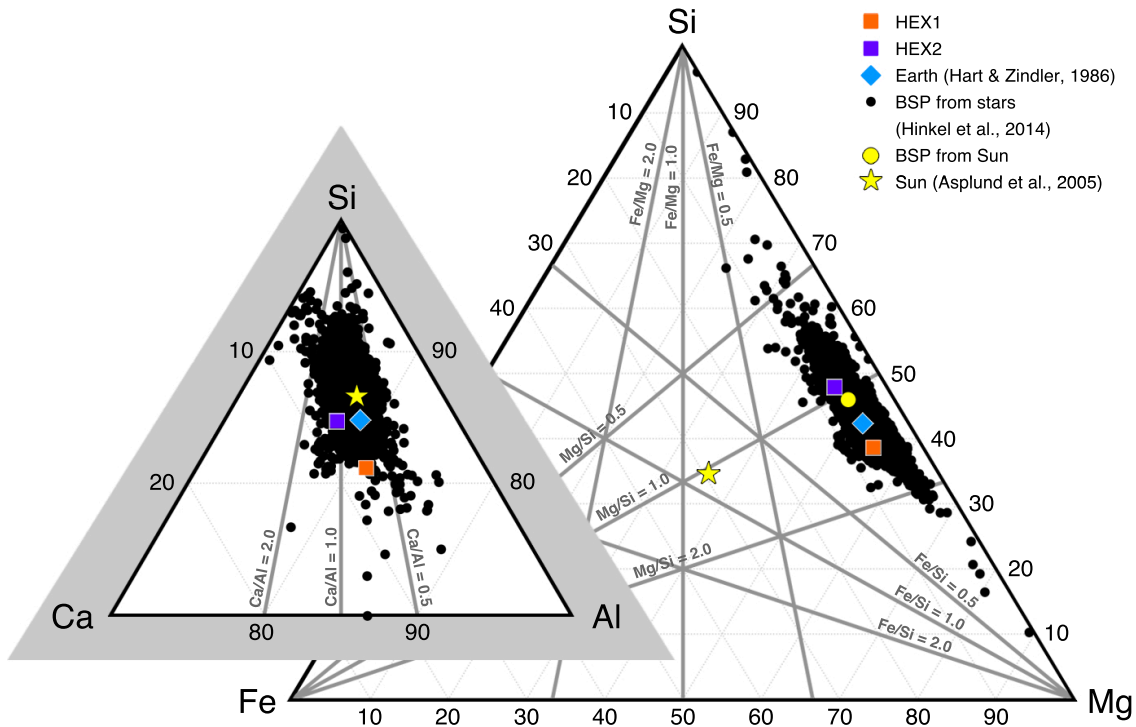 Si
HEX1
HEX2
Earth (Hart & Zindler, 1986)
BSP from stars
(Hinkel et al., 2014)
BSP from Sun
Sun (Asplund et al., 2005)
10
90
20
80
30
70
40
60
50
40
30
20
10
Fe/Mg = 2.0
Fe/Mg = 1.0
Fe/Mg = 0.5
Mg/Si = 0.5
Mg/Si = 1.0
Mg/Si = 2.0
Fe/Si = 0.5
Fe/Si = 1.0
Fe/Si = 2.0
Fe
Mg
10
20
30
40
50
60
70
80
90
Si
10
90
20
80
Ca/Al = 2.0
Ca/Al = 1.0
Ca/Al = 0.5
Ca
Al
80
90